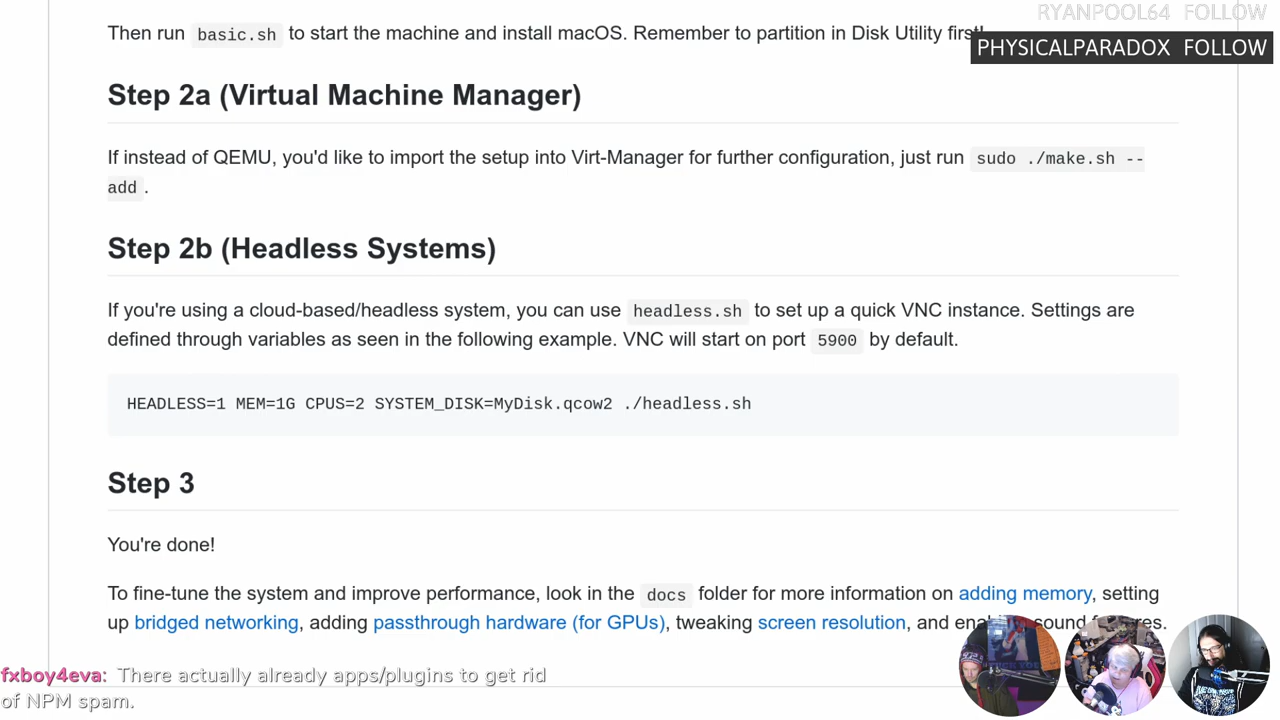 RYANPOOL64 FOLLOW
Then run basic.sh to start the machine and install macOS. Remember to partition in Disk Utility first!
PHYSICALPARADOX FOLLOW
Step 2a (Virtual Machine Manager)
If instead of QEMU, you'd like to import the setup into Virt-Manager for further configuration, just run sudo ./make.sh --
add .
Step 2b (Headless Systems)
If you're using a cloud-based/headless system, you can use headless.sh to set up a quick VNC instance. Settings are
defined through variables as seen in the following example. VNC will start on port 5900 by default.
HEADLESS=1 MEM=1G CPUS=2 SYSTEM_DISK=MyDisk.qcow2 ./headless.sh
Step 3
You're done!
To fine-tune the system and improve performance, look in the docs folder for more information on adding memory, setting
up bridged networking, adding passthrough hardware (for GPUs), tweaking screen resolution, and sound
fxboy4eva: There actually already apps/plugins to get rid
of NPM spam.